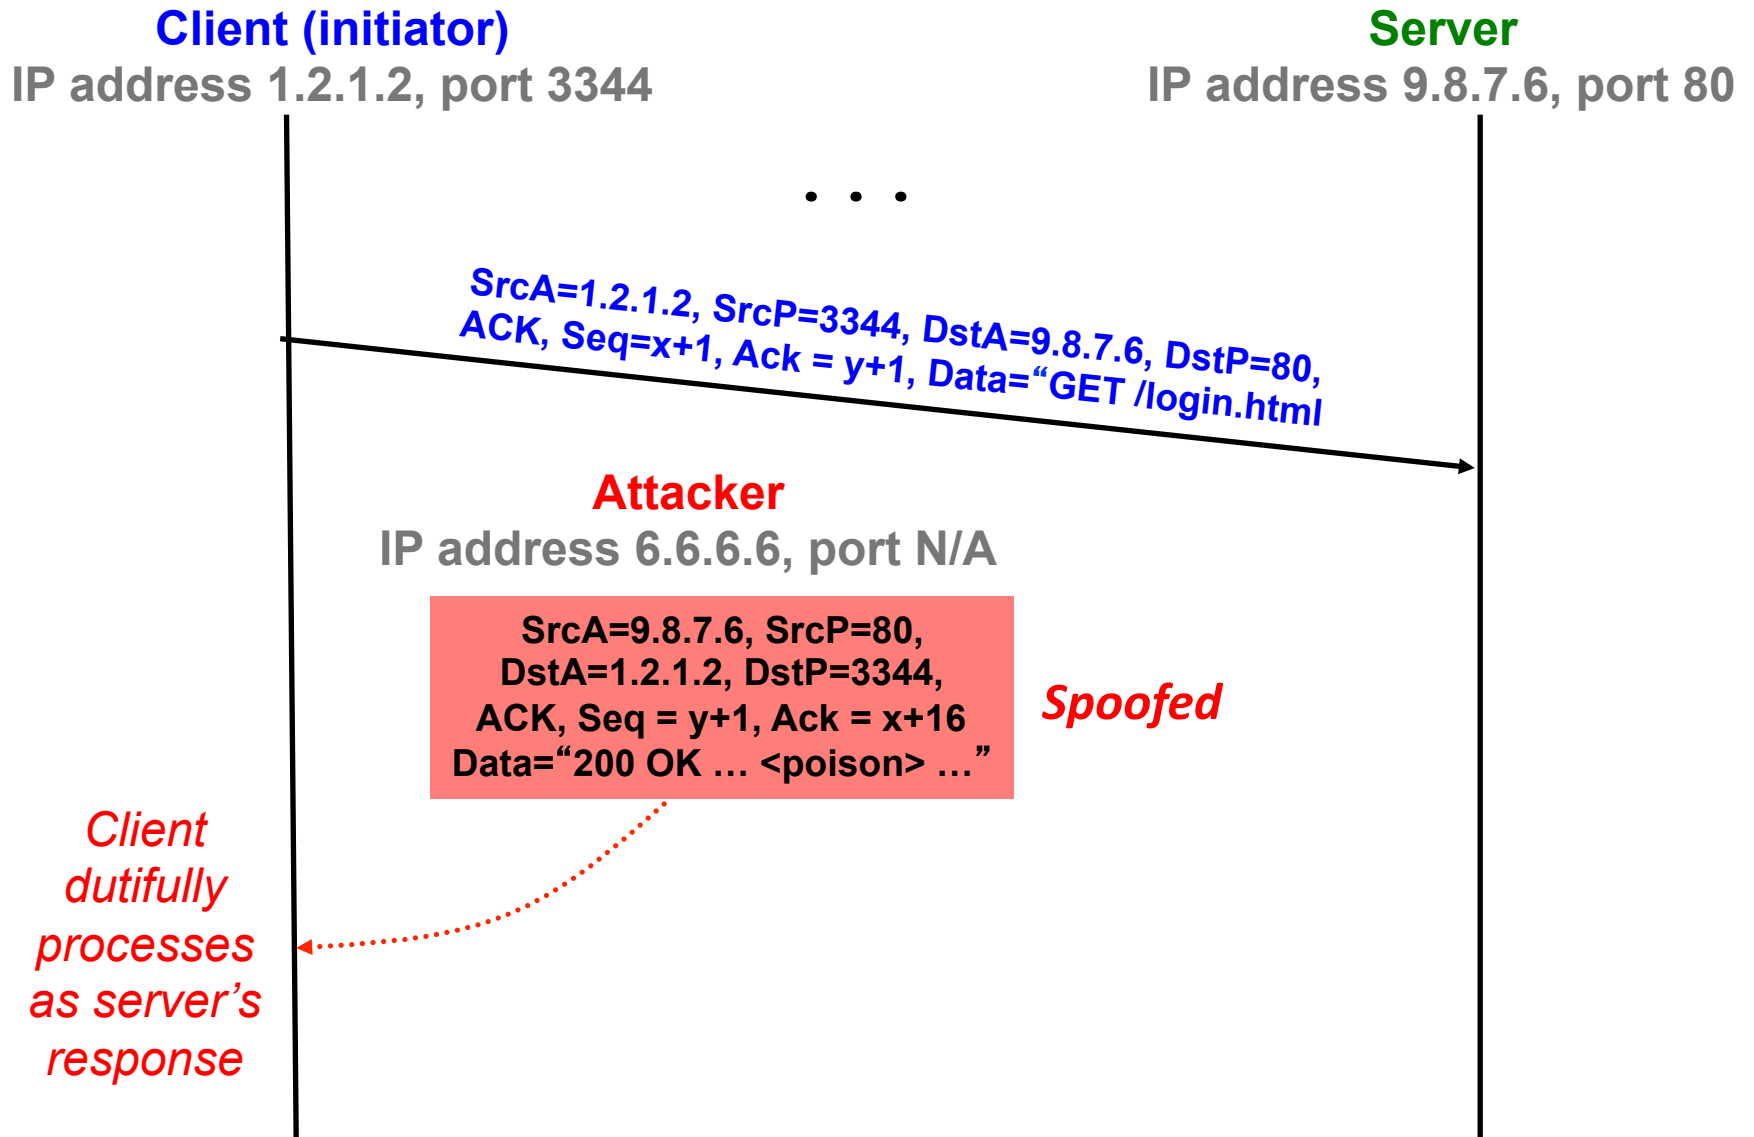 Client (initiator)
IP address 1.2.1.2, port 3344
Server
IP address 9.8.7.6, port 80
. . .
SrcA=1.2.1.2, SrcP=3344, DstA=9.8.7.6, DstP=80,
ACK, Seq=x+1, Ack = y+1, Data=“GET /login.html
Attacker
IP address 6.6.6.6, port N/A
SrcA=9.8.7.6, SrcP=80,
DstA=1.2.1.2, DstP=3344,
ACK, Seq = y+1, Ack = x+16
Data=“200 OK … <poison> …”
Spoofed
Client
dutifully
processes
as server’s
response